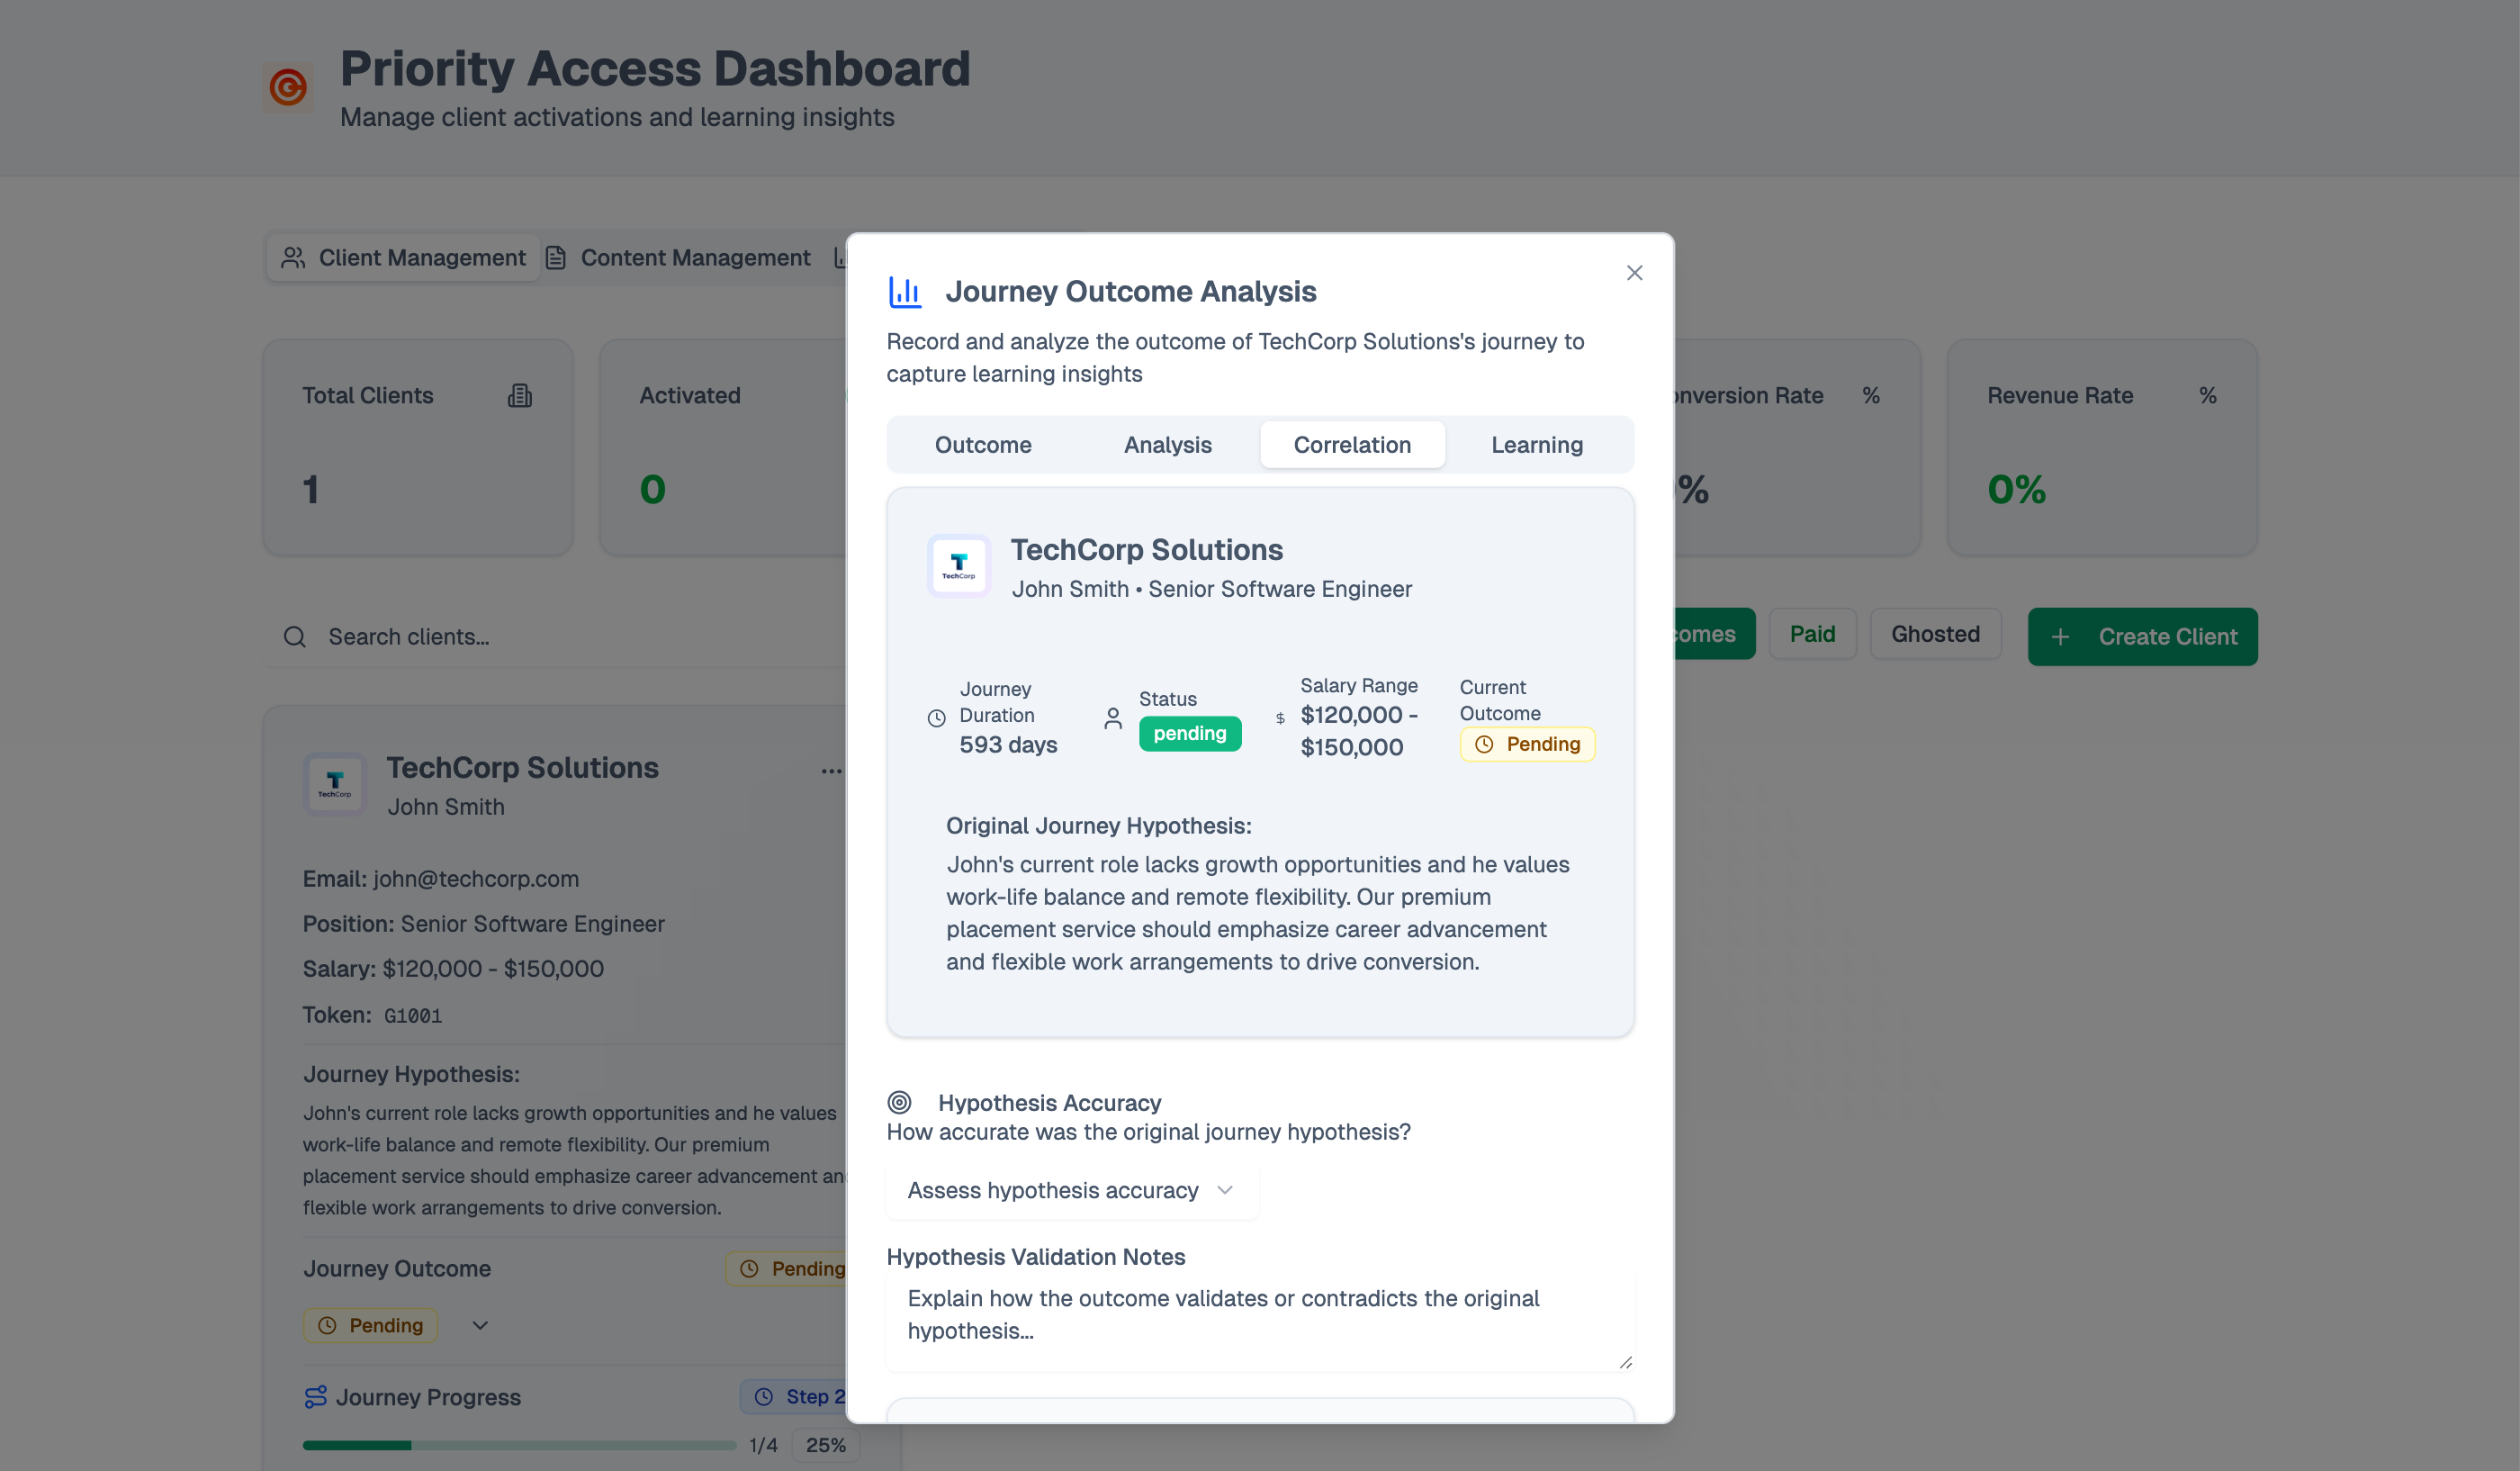 Priority Access Dashboard
Manage client activations and learning insights
Client Management
Content Management
Total Clients
1
Activated
0
onversion Rate %
%
Revenue Rate %
0%
Search clients...
comes
Paid
Ghosted
+ Create Client
TechCorp Solutions
John Smith
TechCorp
Email: john@techcorp.com
Position: Senior Software Engineer
Salary: $120,000 - $150,000
Token: G1001
Journey Hypothesis:
John's current role lacks growth opportunities and he values
work-life balance and remote flexibility. Our premium
placement service should emphasize career advancement and
flexible work arrangements to drive conversion.
Journey Outcome
Pending
Pending
Journey Progress
Step 2
1/4
25%
Journey Outcome Analysis
Record and analyze the outcome of TechCorp Solutions's journey to
capture learning insights
Outcome
Analysis
Correlation
Learning
TechCorp
TechCorp Solutions
John Smith • Senior Software Engineer
Journey
Duration
593 days
Status
pending
$
Salary Range
$120,000 -
$150,000
Current
Outcome
Pending
Original Journey Hypothesis:
John's current role lacks growth opportunities and he values
work-life balance and remote flexibility. Our premium
placement service should emphasize career advancement
and flexible work arrangements to drive conversion.
Hypothesis Accuracy
How accurate was the original journey hypothesis?
Assess hypothesis accuracy
Hypothesis Validation Notes
Explain how the outcome validates or contradicts the original
hypothesis...